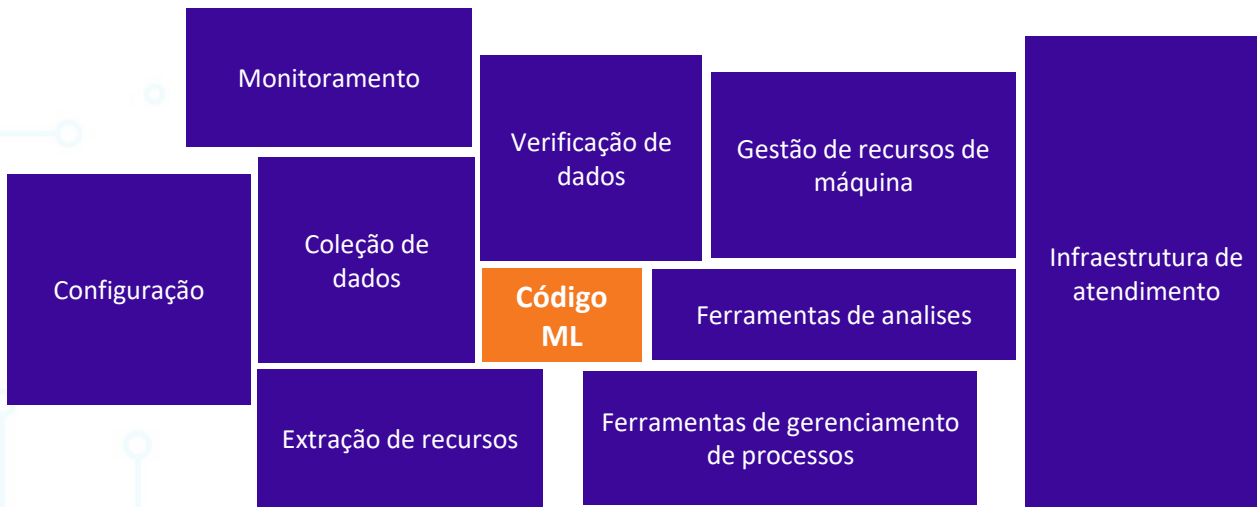 Monitoramento
Verificação de
dados
Gestão de recursos de
máquina
Infraestrutura de
atendimento
Configuração
Coleção de
dados
Código
ML
Ferramentas de analises
Extração de recursos
Ferramentas de gerenciamento
de processos